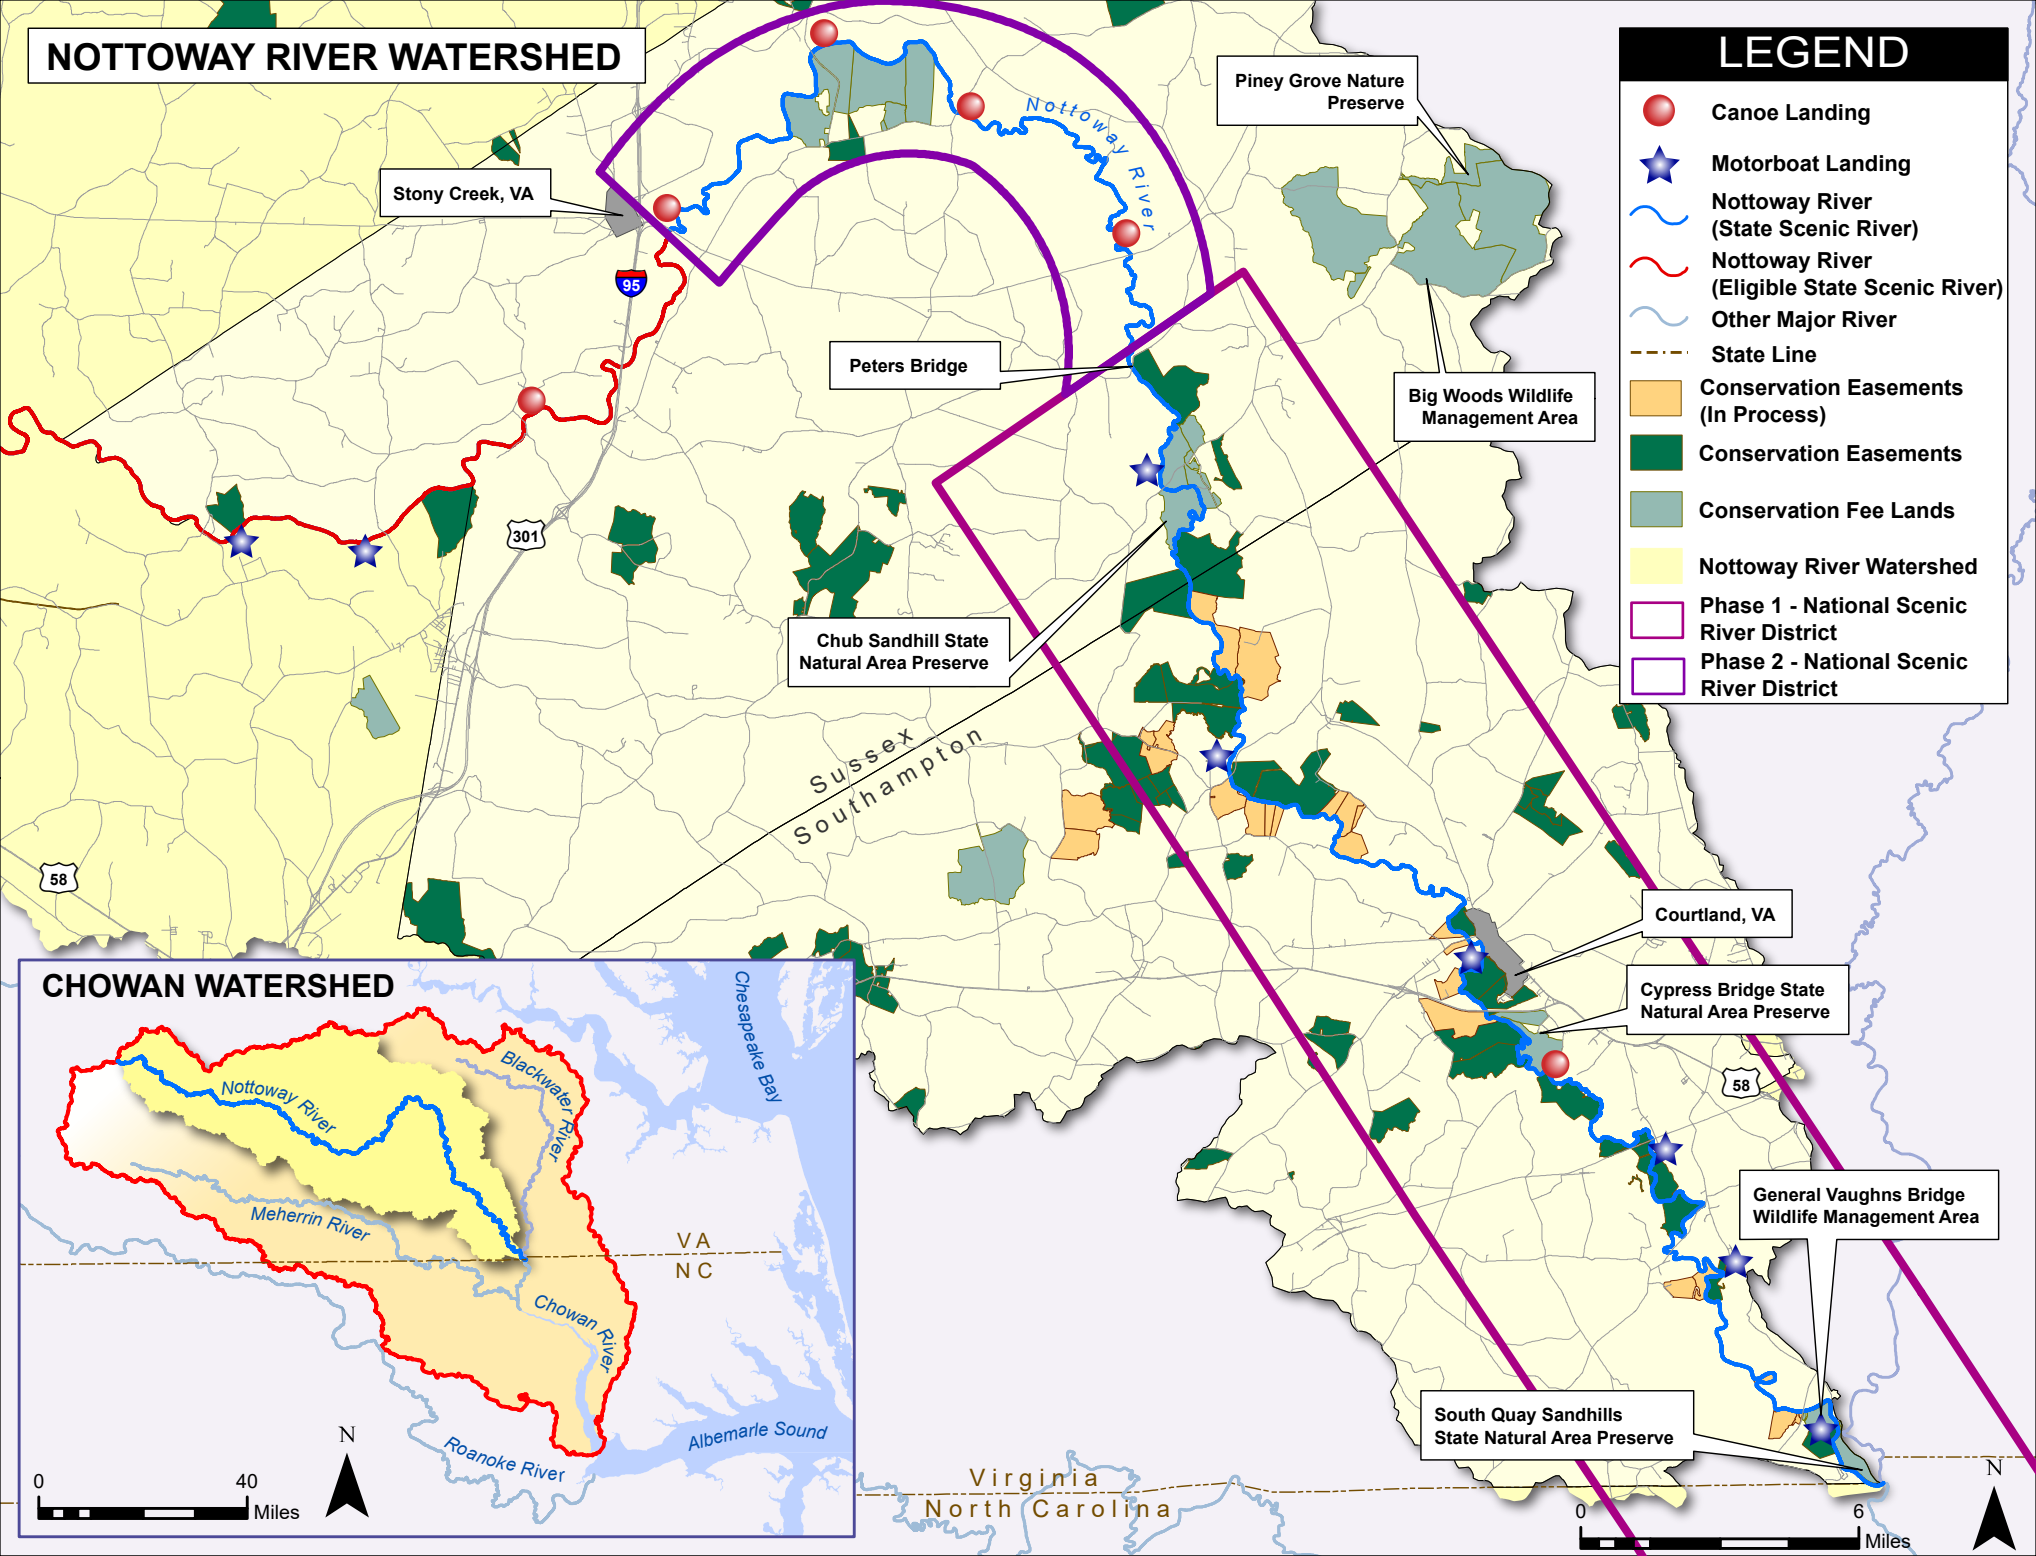 NOTTOWAY RIVER WATERSHED
Stony Creek, VA
95
301
58
Nottoway River
Piney Grove Nature
Preserve
Peters Bridge
Big Woods Wildlife
Management Area
Chub Sandhill State
Natural Area Preserve
Sussex
Southampton
Courtland, VA
Cypress Bridge State
Natural Area Preserve
58
General Vaughns Bridge
Wildlife Management Area
South Quay Sandhills
State Natural Area Preserve
Virginia
North Carolina
N
0 6
Miles
LEGEND
Canoe Landing
Motorboat Landing
Nottoway River
(State Scenic River)
Nottoway River
(Eligible State Scenic River)
Other Major River
State Line
Conservation Easements
(In Process)
Conservation Easements
Conservation Fee Lands
Nottoway River Watershed
Phase 1 - National Scenic
River District
Phase 2 - National Scenic
River District
CHOWAN WATERSHED
Chesapeake Bay
Blackwater River
Nottoway River
Meherrin River
VA
NC
Chowan River
Albemarle Sound
Roanoke River
N
0 40
Miles